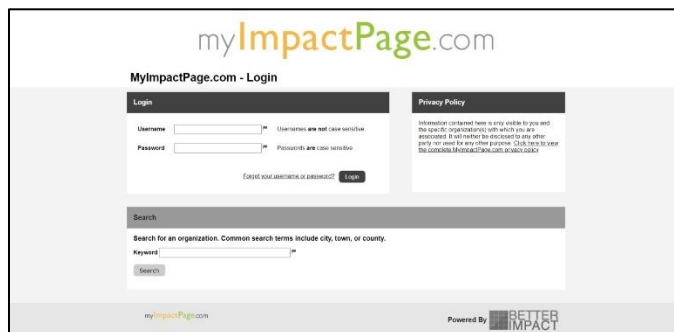 myImpactPage.com
MyImpactPage.com - Login
Login
Username
Usernames are not case sensitive
Password
Passwords are case sensitive
Forgot your username or password?
Login
Privacy Policy
Information contained here is only visible to you and
the specific organization(s) with which you are
associated. It will neither be disclosed to any other
party nor used for any other purpose. Click here to view
the complete MyImpactPage.com privacy policy
Search
Search for an organization. Common search terms include city, town, or county.
Keyword
Search
myImpactPage.com
Powered By
BETTER
IMPACT